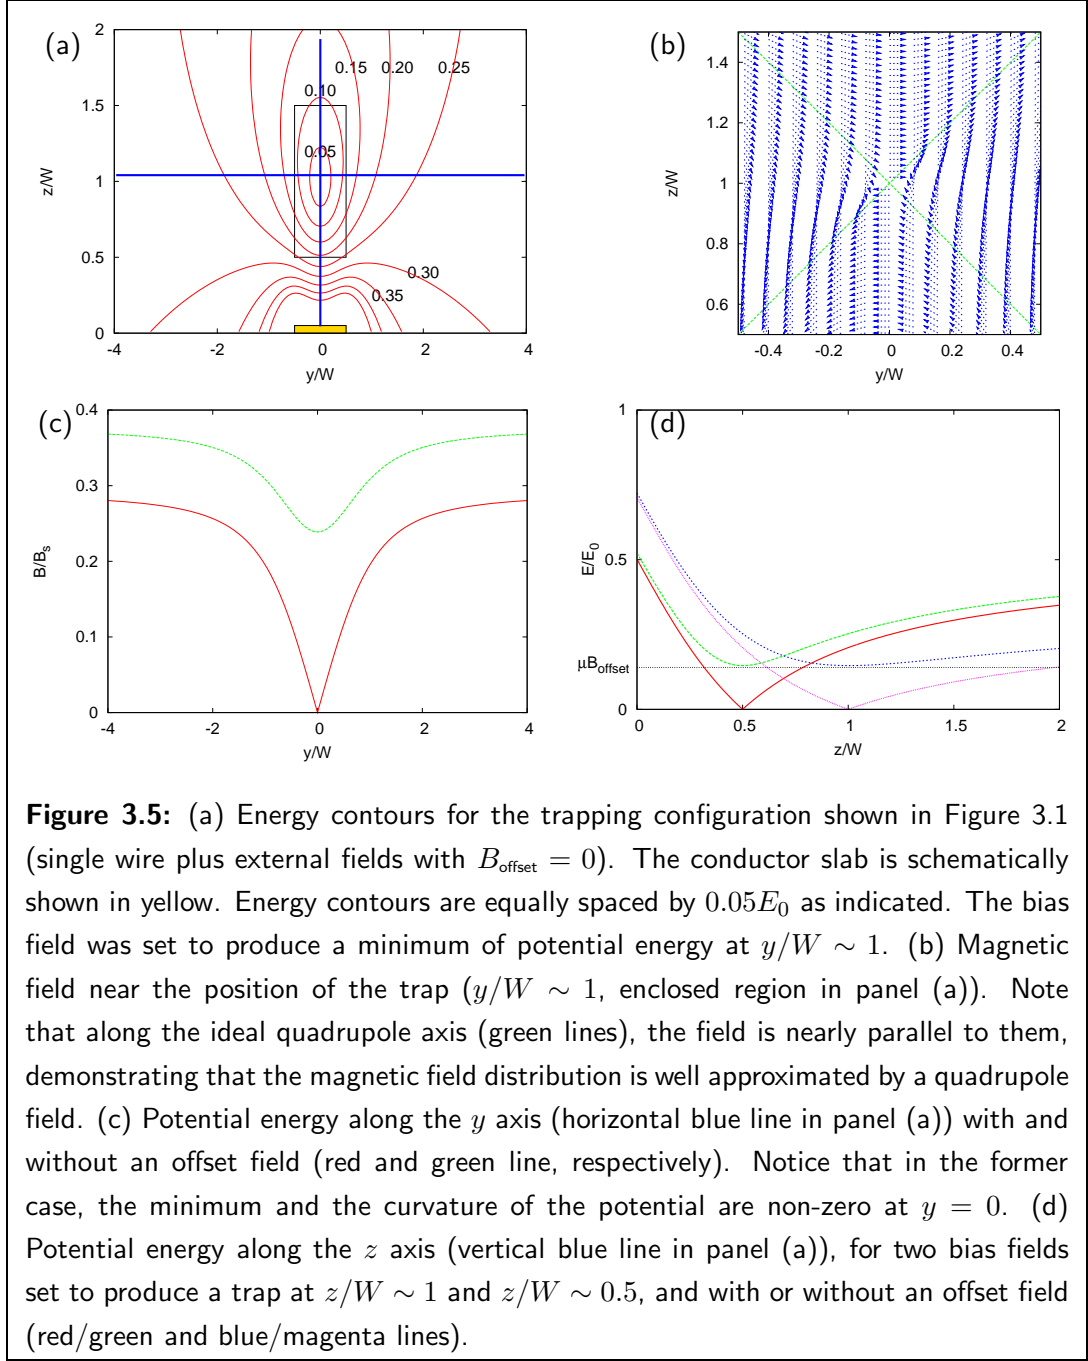 (a)
2
1.5
1
0.5
0
z/W
0.15 0.20 0.25
0.10
0.05
0.30
0.35
-4 -2 0 2 4
y/W
(b)
1.4
1.2
1
0.8
0.6
z/W
-0.4 -0.2 0 0.2 0.4
y/W
(c)
0.4
0.3
0.2
0.1
0
B/Bs
-4 -2 0 2 4
y/W
(d)
1
0.5
μBoffset
0
E/E0
0 0.5 1 1.5 2
z/W
Figure 3.5: (a) Energy contours for the trapping configuration shown in Figure 3.1
(single wire plus external fields with Boffset = 0). The conductor slab is schematically
shown in yellow. Energy contours are equally spaced by 0.05E0 as indicated. The bias
field was set to produce a minimum of potential energy at y/W ∼ 1. (b) Magnetic
field near the position of the trap (y/W ∼ 1, enclosed region in panel (a)). Note
that along the ideal quadrupole axis (green lines), the field is nearly parallel to them,
demonstrating that the magnetic field distribution is well approximated by a quadrupole
field. (c) Potential energy along the y axis (horizontal blue line in panel (a)) with and
without an offset field (red and green line, respectively). Notice that in the former
case, the minimum and the curvature of the potential are non-zero at y = 0. (d)
Potential energy along the z axis (vertical blue line in panel (a)), for two bias fields
set to produce a trap at z/W ∼ 1 and z/W ∼ 0.5, and with or without an offset field
(red/green and blue/magenta lines).